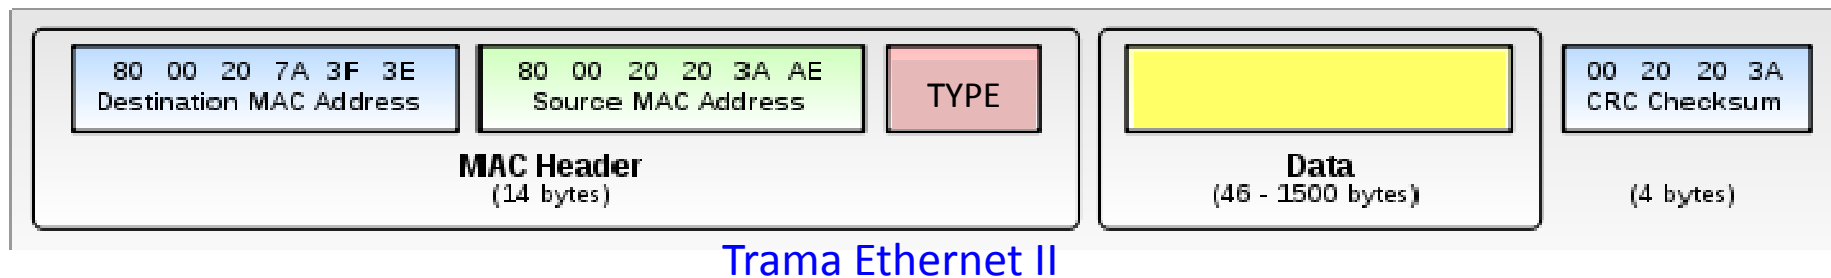 80 00 20 7A 3F 3E
Destination MAC Address
80 00 20 20 3A AE
Source MAC Address
TYPE
MAC Header
(14 bytes)
Data
(46 - 1500 bytes)
00 20 20 3A
CRC Checksum
(4 bytes)
Trama Ethernet II